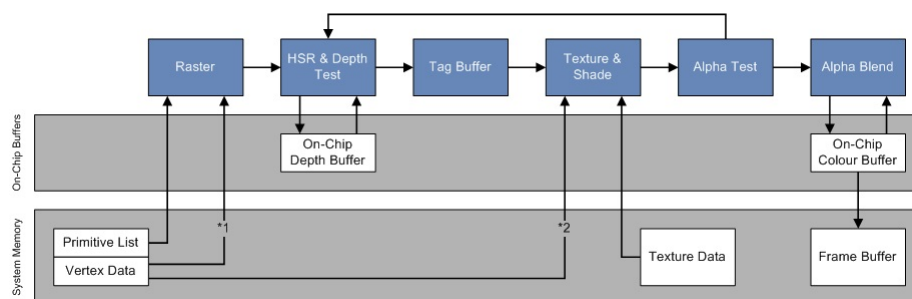 Raster
HSR & Depth
Test
Tag Buffer
Texture &
Shade
Alpha Test
Alpha Blend
On-Chip Buffers
On-Chip
Depth Buffer
On-Chip
Colour Buffer
System Memory
Primitive List
Vertex Data
*1
*2
Texture Data
Frame Buffer